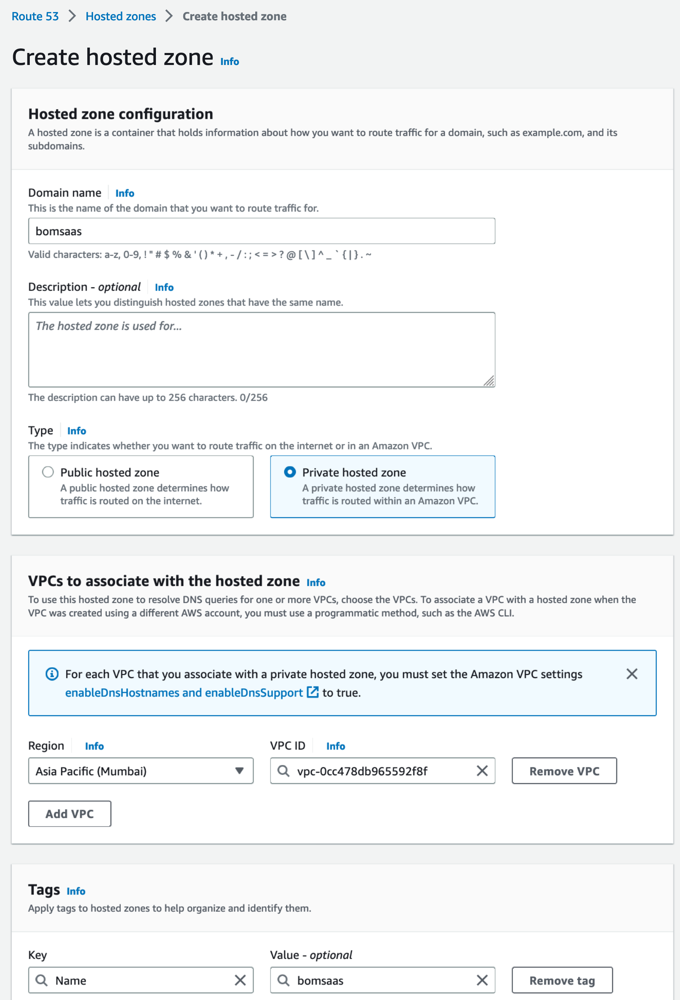 Route 53 > Hosted zones > Create hosted zone
Create hosted zone Info
Hosted zone configuration
A hosted zone is a container that holds information about how you want to route traffic for a domain, such as example.com, and its
subdomains.
Domain name Info
This is the name of the domain that you want to route traffic for.
bomsaas
Valid characters: a-z, 0-9, ! " # $ % & ' ( ) * + , - / : ; < = > ? @ [ \ ] ^ _ ` { | } . ~
Description - optional Info
This value lets you distinguish hosted zones that have the same name.
The hosted zone is used for...
The description can have up to 256 characters. 0/256
Type Info
The type indicates whether you want to route traffic on the internet or in an Amazon VPC.
Public hosted zone
A public hosted zone determines how
traffic is routed on the internet.
Private hosted zone
A private hosted zone determines how
traffic is routed within an Amazon VPC.
VPCs to associate with the hosted zone Info
To use this hosted zone to resolve DNS queries for one or more VPCs, choose the VPCs. To associate a VPC with a hosted zone when the
VPC was created using a different AWS account, you must use a programmatic method, such as the AWS CLI.
For each VPC that you associate with a private hosted zone, you must set the Amazon VPC settings
enableDnsHostnames and enableDnsSupport to true.
Region Info
VPC ID Info
Asia Pacific (Mumbai)
vpc-0cc478db965592f8f
Remove VPC
Add VPC
Tags Info
Apply tags to hosted zones to help organize and identify them.
Key
Value - optional
Name
bomsaas
Remove tag